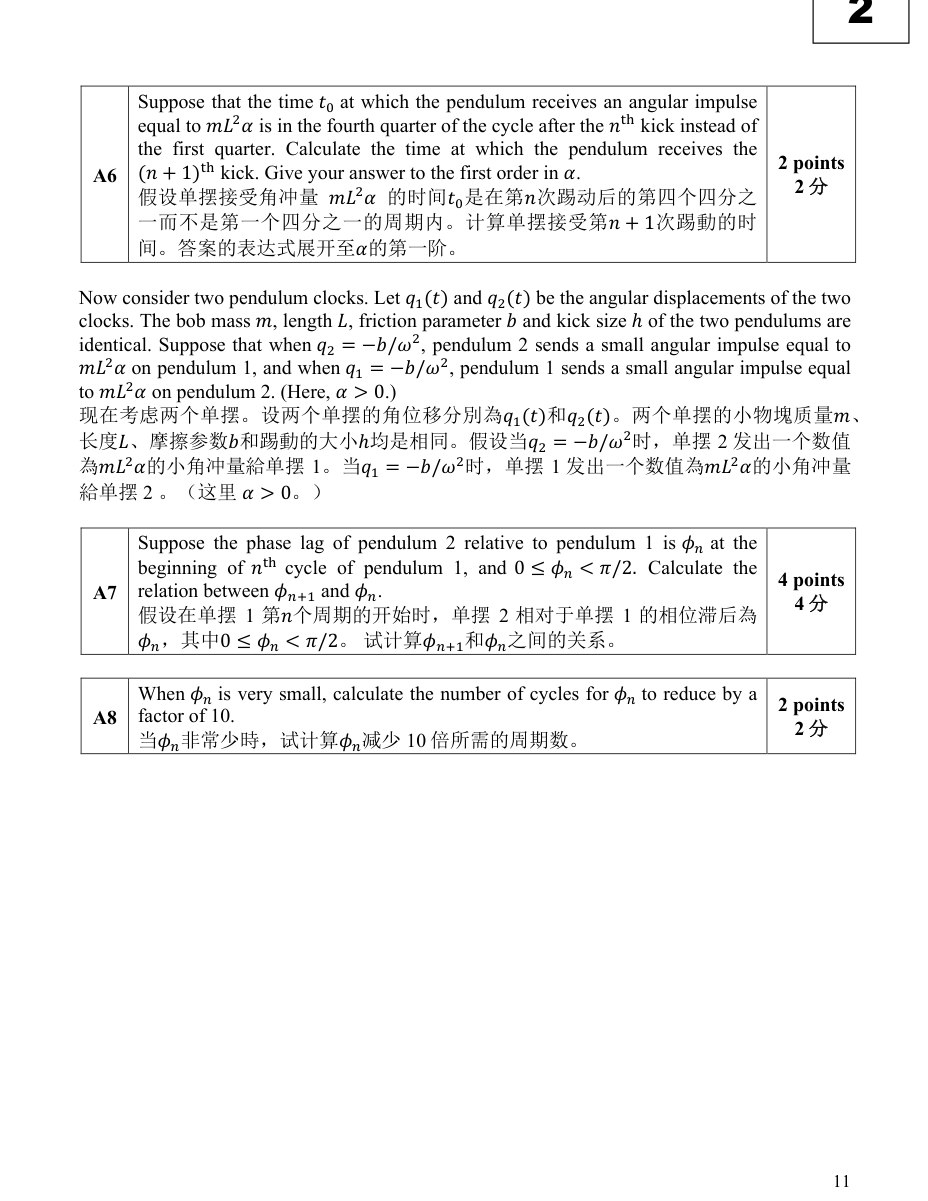 2
Suppose that the time t₀ at which the pendulum receives an angular impulse
equal to mL²α is in the fourth quarter of the cycle after the nᵗʰ kick instead of
the first quarter. Calculate the time at which the pendulum receives the
A6
(n + 1)ᵗʰ kick. Give your answer to the first order in α.
2 points
2 分
假设单摆接受角冲量 mL²α 的时间t₀是在第n次踢动后的第四个四分之
一而不是第一个四分之一的周期内。计算单摆接受第n + 1次踢動的时
间。答案的表达式展开至α的第一阶。
Now consider two pendulum clocks. Let q₁(t) and q₂(t) be the angular displacements of the two
clocks. The bob mass m, length L, friction parameter b and kick size h of the two pendulums are
identical. Suppose that when q₂ = −b/ω², pendulum 2 sends a small angular impulse equal to
mL²α on pendulum 1, and when q₁ = −b/ω², pendulum 1 sends a small angular impulse equal
to mL²α on pendulum 2. (Here, α > 0.)
现在考虑两个单摆。设两个单摆的角位移分別為q₁(t)和q₂(t)。两个单摆的小物塊质量m、
长度L、摩擦参数b和踢動的大小h均是相同。假设当q₂ = −b/ω²时，单摆 2 发出一个数值
為mL²α的小角冲量給单摆 1。当q₁ = −b/ω²时，单摆 1 发出一个数值為mL²α的小角冲量
給单摆 2 。（这里 α > 0。）
Suppose the phase lag of pendulum 2 relative to pendulum 1 is ϕₙ at the
beginning of nᵗʰ cycle of pendulum 1, and 0 ≤ ϕₙ < π/2. Calculate the
A7
relation between ϕₙ₊₁ and ϕₙ.
4 points
4 分
假设在单摆 1 第n个周期的开始时，单摆 2 相对于单摆 1 的相位滞后為
ϕₙ，其中0 ≤ ϕₙ < π/2。 试计算ϕₙ₊₁和ϕₙ之间的关系。
When ϕₙ is very small, calculate the number of cycles for ϕₙ to reduce by a
A8
factor of 10.
2 points
2 分
当ϕₙ非常少時，试计算ϕₙ减少 10 倍所需的周期数。
11